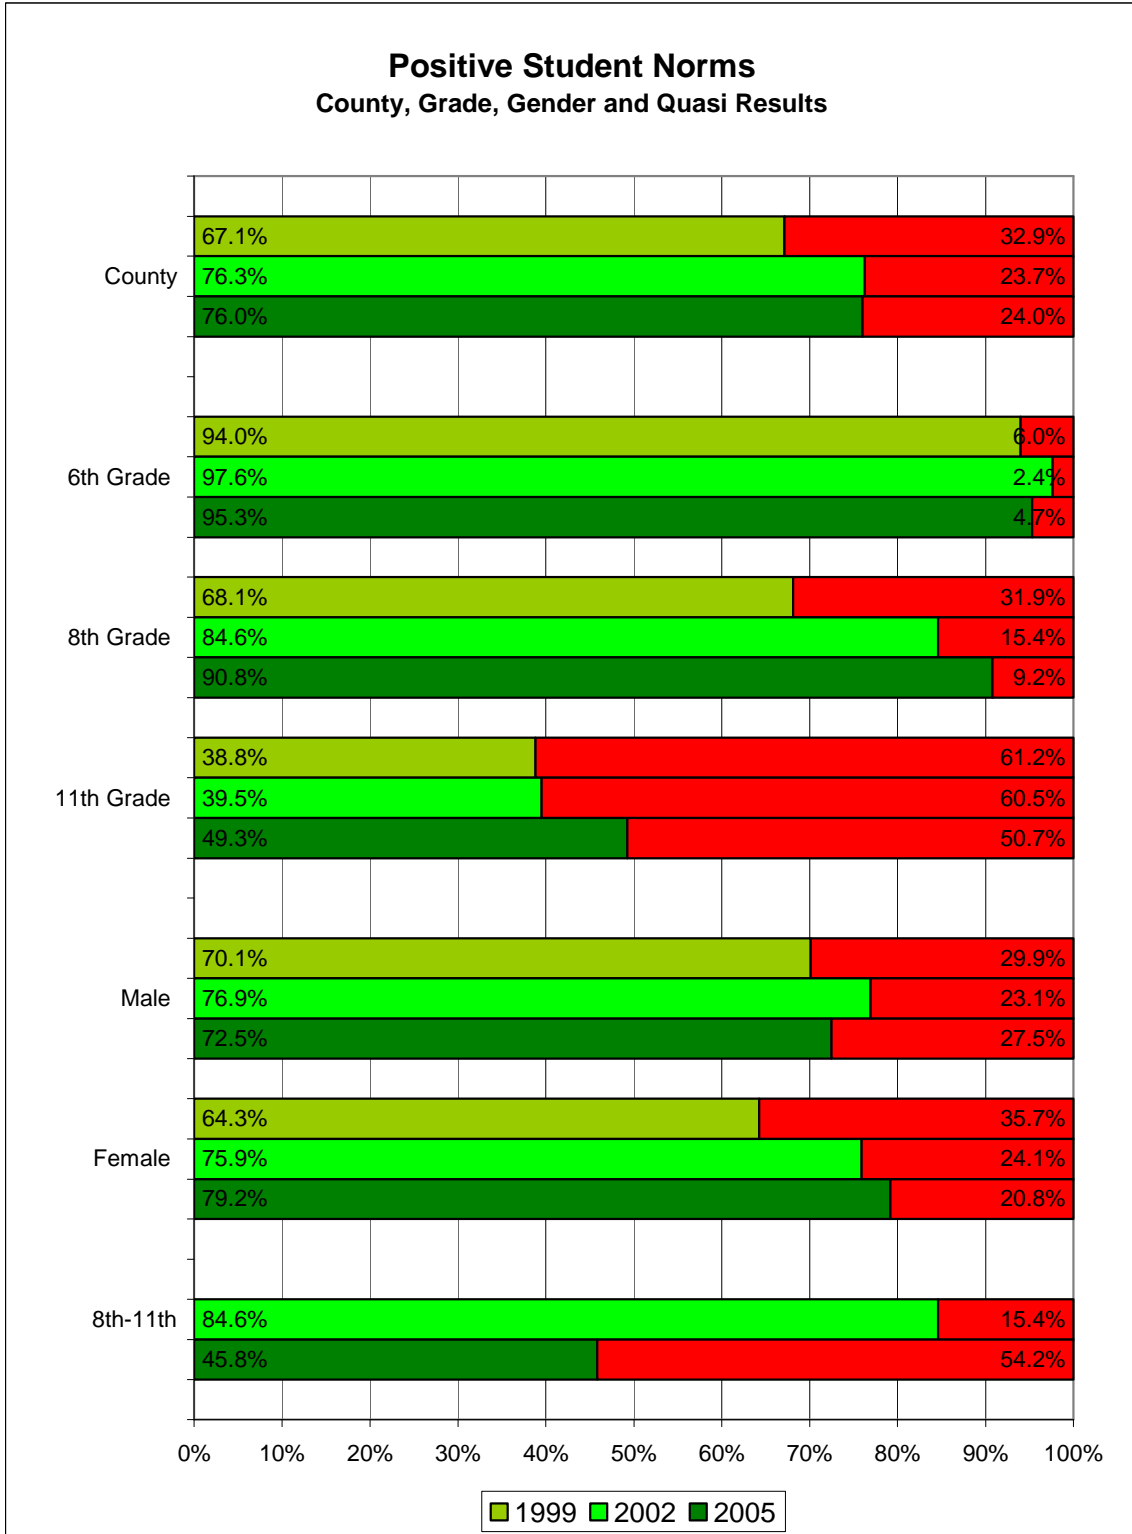 Positive Student Norms
County, Grade, Gender and Quasi Results
67.1% 32.9%
County 76.3% 23.7%
76.0% 24.0%
94.0% 6.0%
6th Grade 97.6% 2.4%
95.3% 4.7%
68.1% 31.9%
8th Grade 84.6% 15.4%
90.8% 9.2%
38.8% 61.2%
11th Grade 39.5% 60.5%
49.3% 50.7%
70.1% 29.9%
Male 76.9% 23.1%
72.5% 27.5%
64.3% 35.7%
Female 75.9% 24.1%
79.2% 20.8%
8th-11th 84.6% 15.4%
45.8% 54.2%
0% 10% 20% 30% 40% 50% 60% 70% 80% 90% 100%
1999 2002 2005